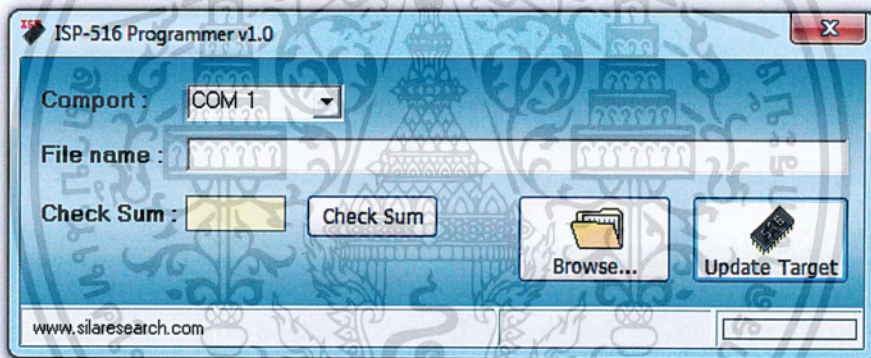 ISP-516 Programmer v1.0
Comport : COM 1
File name :
Check Sum : Check Sum
Browse... Update Target
www.silaresearch.com